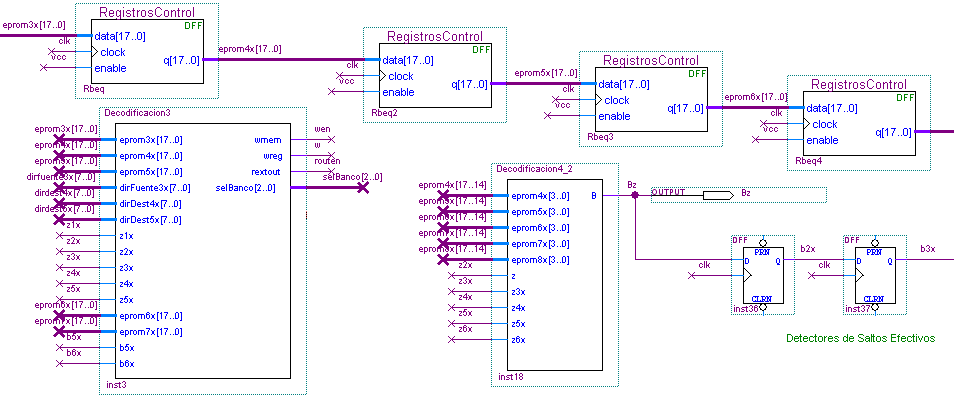 RegistrosControl
eprom3x[17..0]
DFF
clk
data[17..0]
vcc
clock
q[17..0]
enable
Rbeq
eprom4x[17..0]
RegistrosControl
DFF
clk
data[17..0]
vcc
clock
q[17..0]
enable
Rbeq2
eprom5x[17..0]
RegistrosControl
DFF
clk
data[17..0]
vcc
clock
q[17..0]
enable
Rbeq3
eprom6x[17..0]
RegistrosControl
DFF
clk
data[17..0]
vcc
clock
q[17..0]
enable
Rbeq4
Decodificacion3
eprom3x[17..0]
eprom3x[17..0]
wmem
wen
eprom4x[17..0]
wreg
w
eprom5x[17..0]
rextout
routen
dirfuente3x[7..0]
dirFuente3x[7..0]
selBanco[2..0]
selBanco[2..0]
dirDest4x[7..0]
dirDest5x[7..0]
z1x
z1x
z2x
z2x
z3x
z3x
z4x
z4x
z5x
z5x
eprom6x[17..0]
eprom7x[17..0]
b5x
b5x
b6x
b6x
inst3
Decodificacion4_2
eprom4x[17..14]
eprom4x[3..0]
B
Bz
eprom5x[3..0]
eprom6x[3..0]
eprom7x[3..0]
eprom8x[3..0]
z2x
z
z3x
z3x
z4x
z4x
z5x
z5x
z6x
z6x
inst18
OUTPUT
Bz
DFF
PRN
D
Q
clk
CLRN
inst36
b2x
DFF
PRN
D
Q
clk
CLRN
inst37
b3x
Detectores de Saltos Efectivos